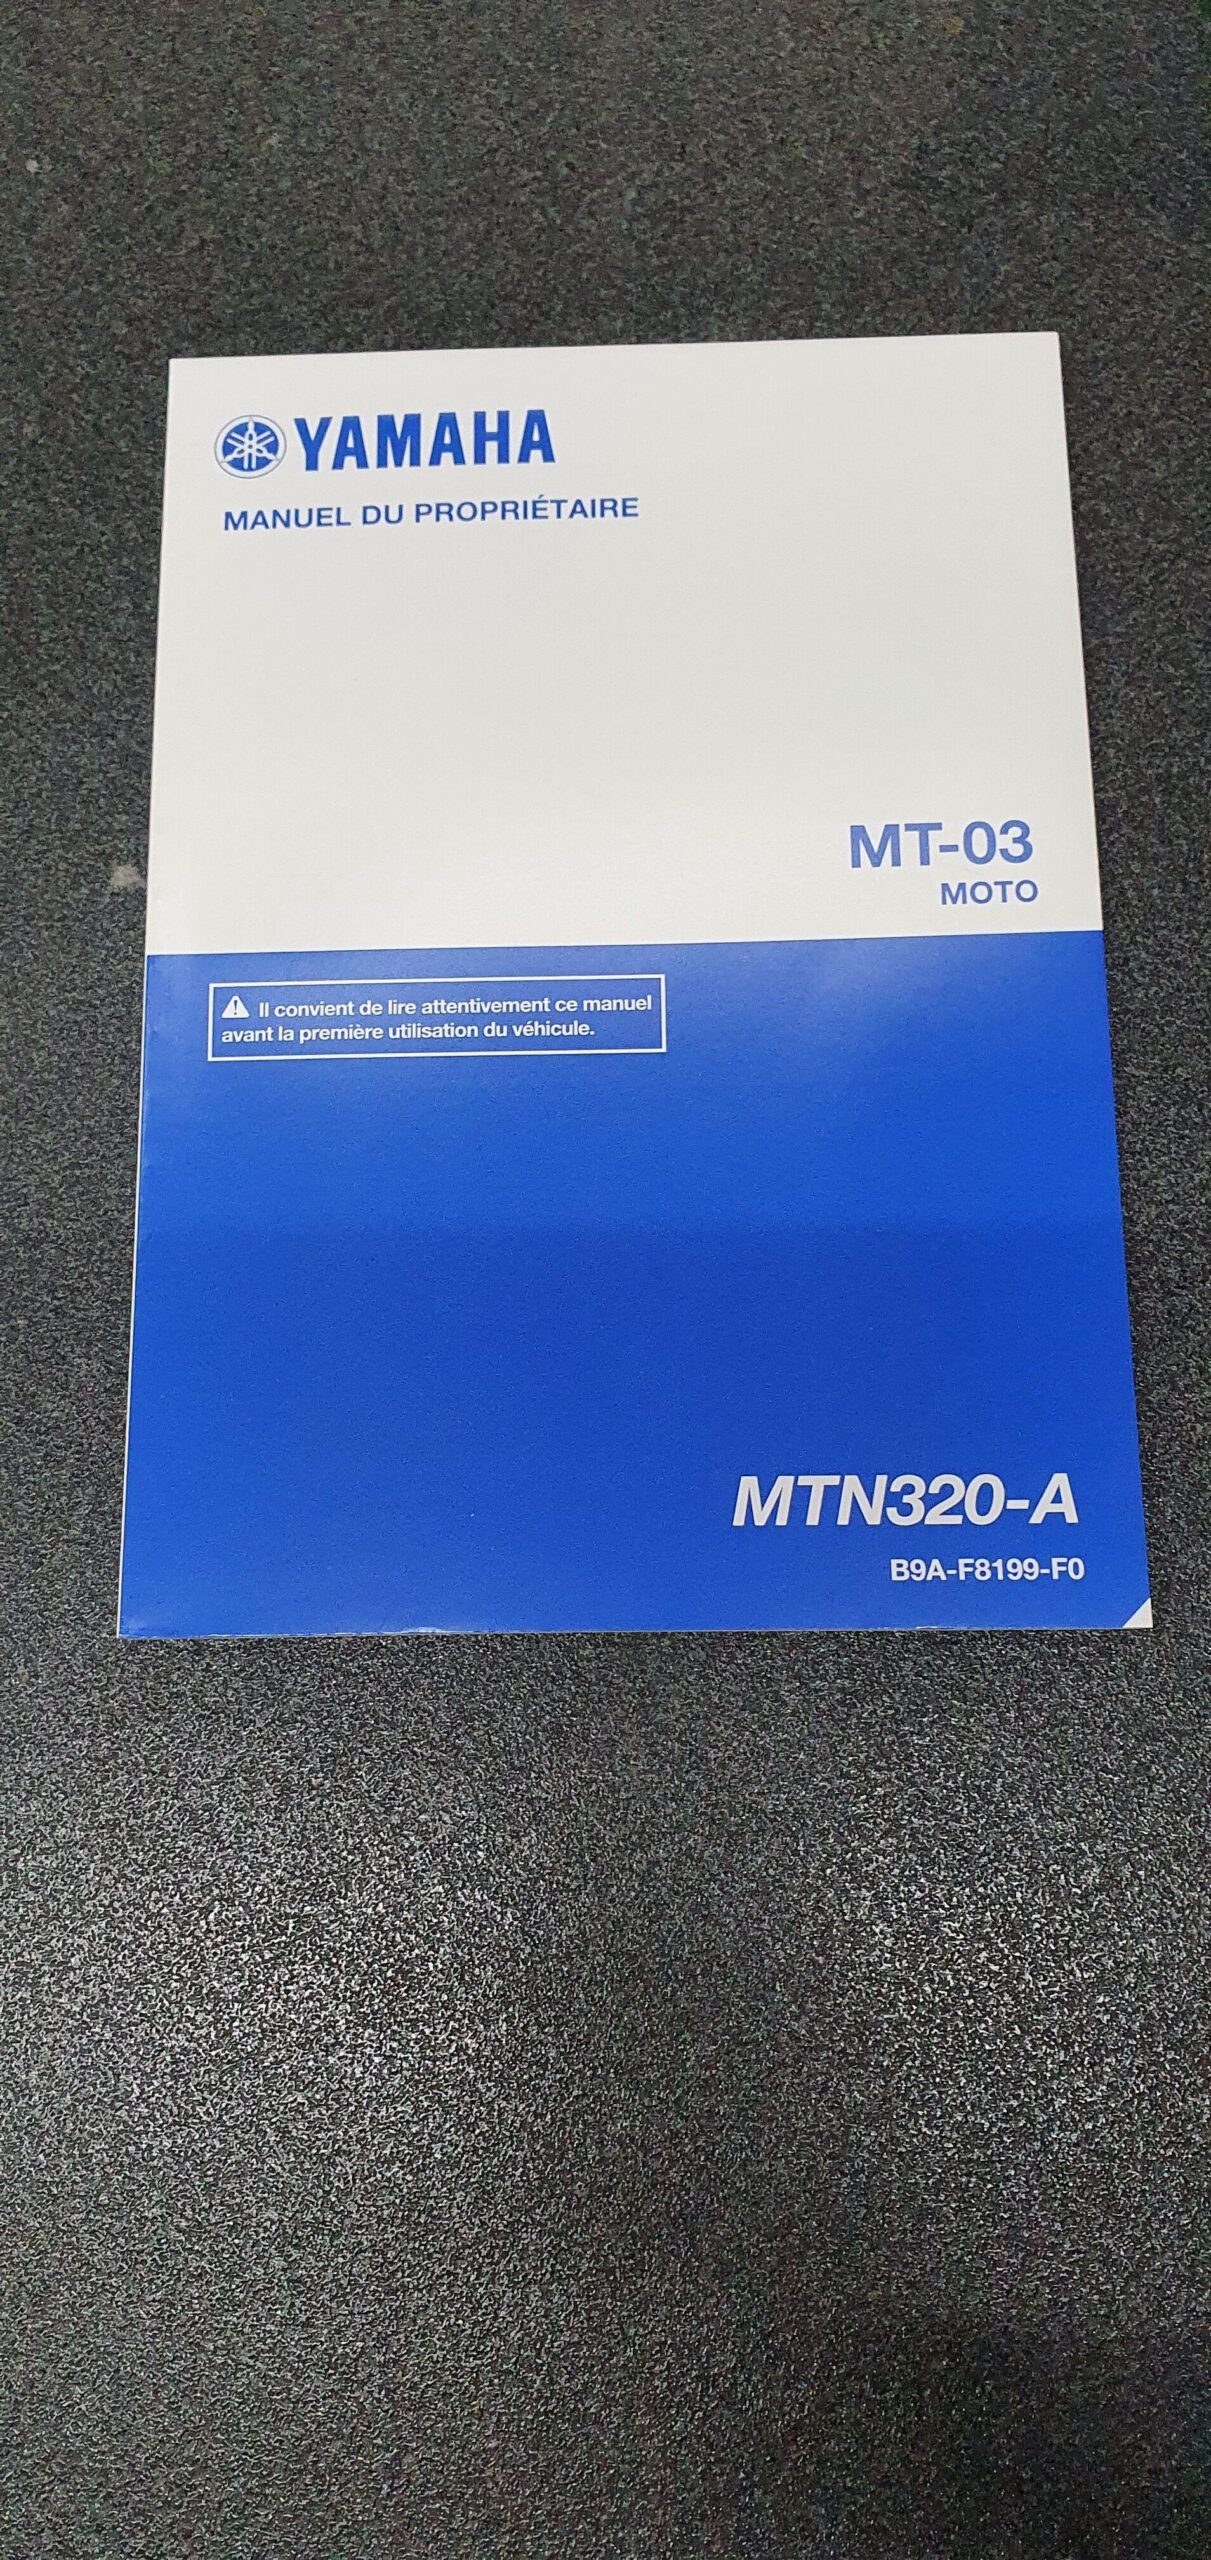 YAMAHA
MANUEL DU PROPRIÉTAIRE
MT-03
MOTO
Il convient de lire attentivement ce manuel
avant la première utilisation du véhicule.
MTN320-A
B9A-F8199-F0